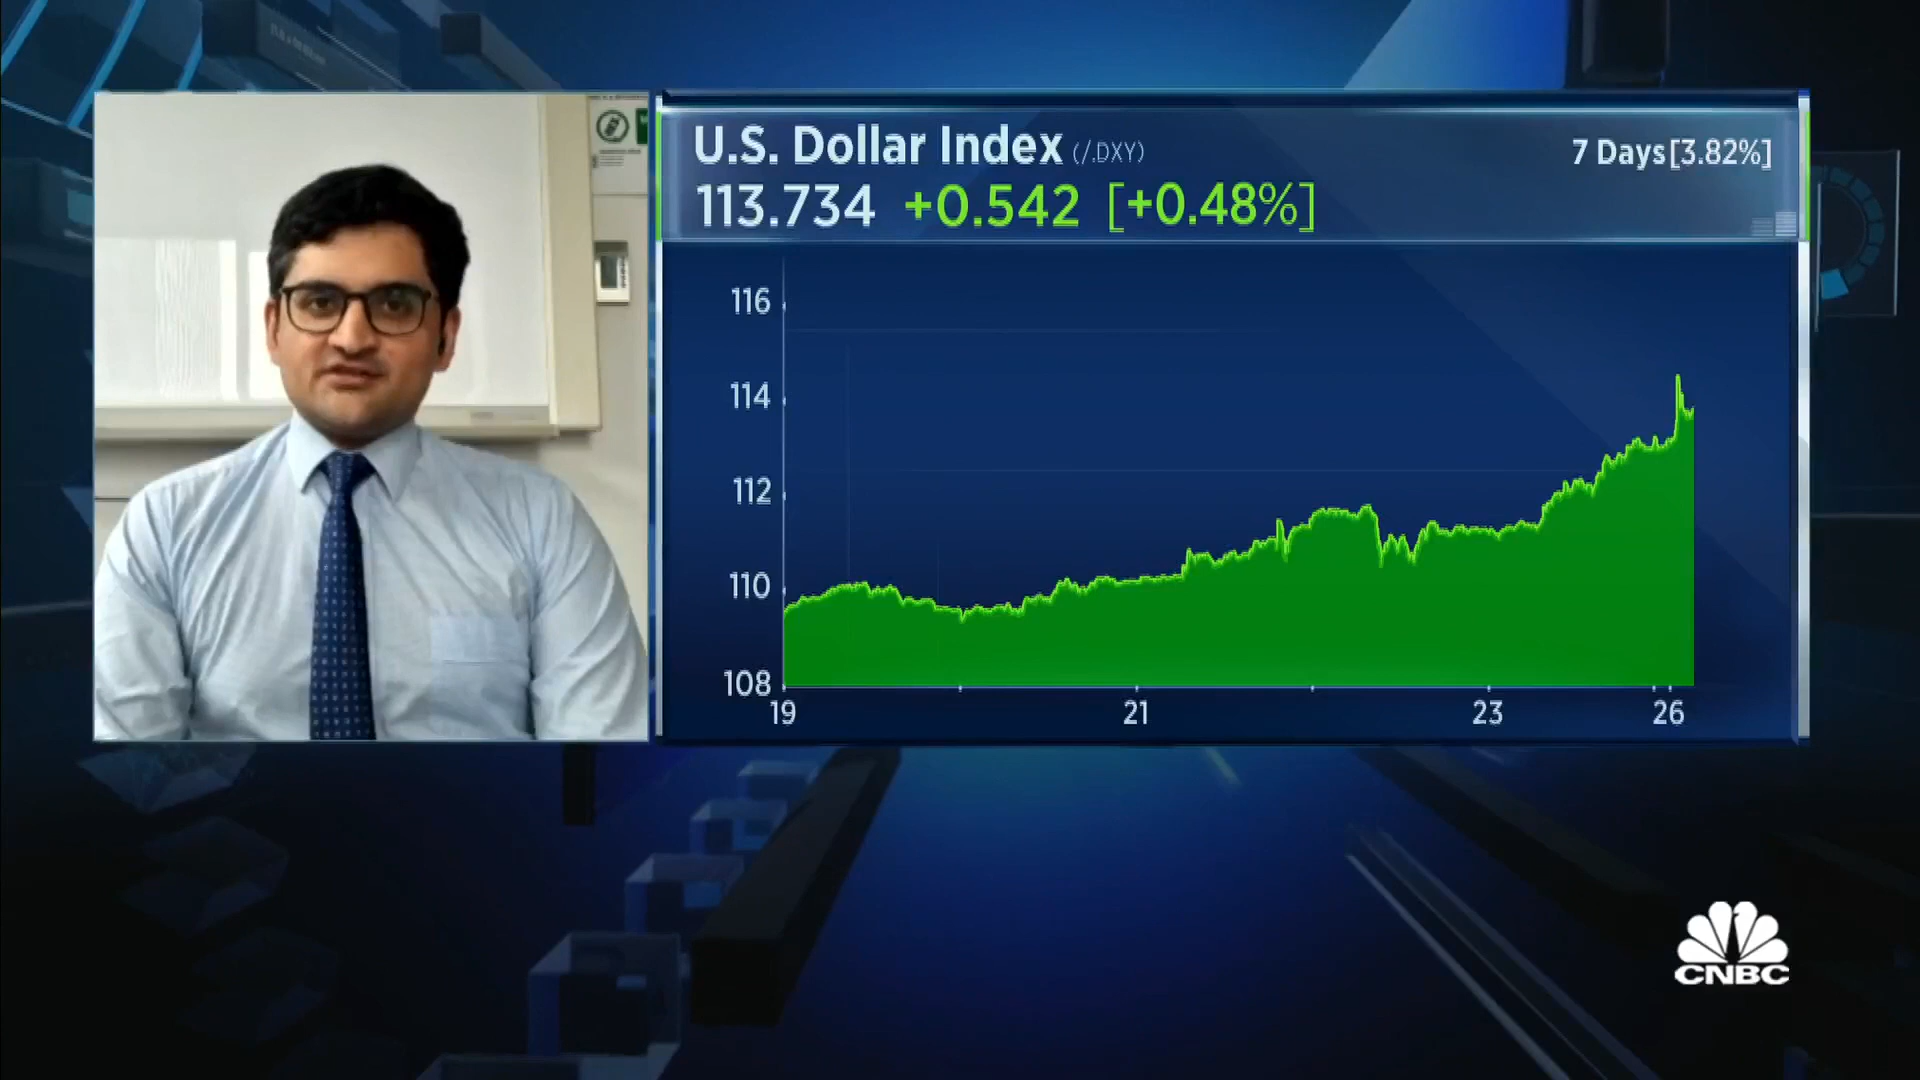 U.S. Dollar Index (/.DXY)
7 Days[3.82%]
113.734 +0.542 [+0.48%]
116
114
112
110
108
19 21 23 26
CNBC